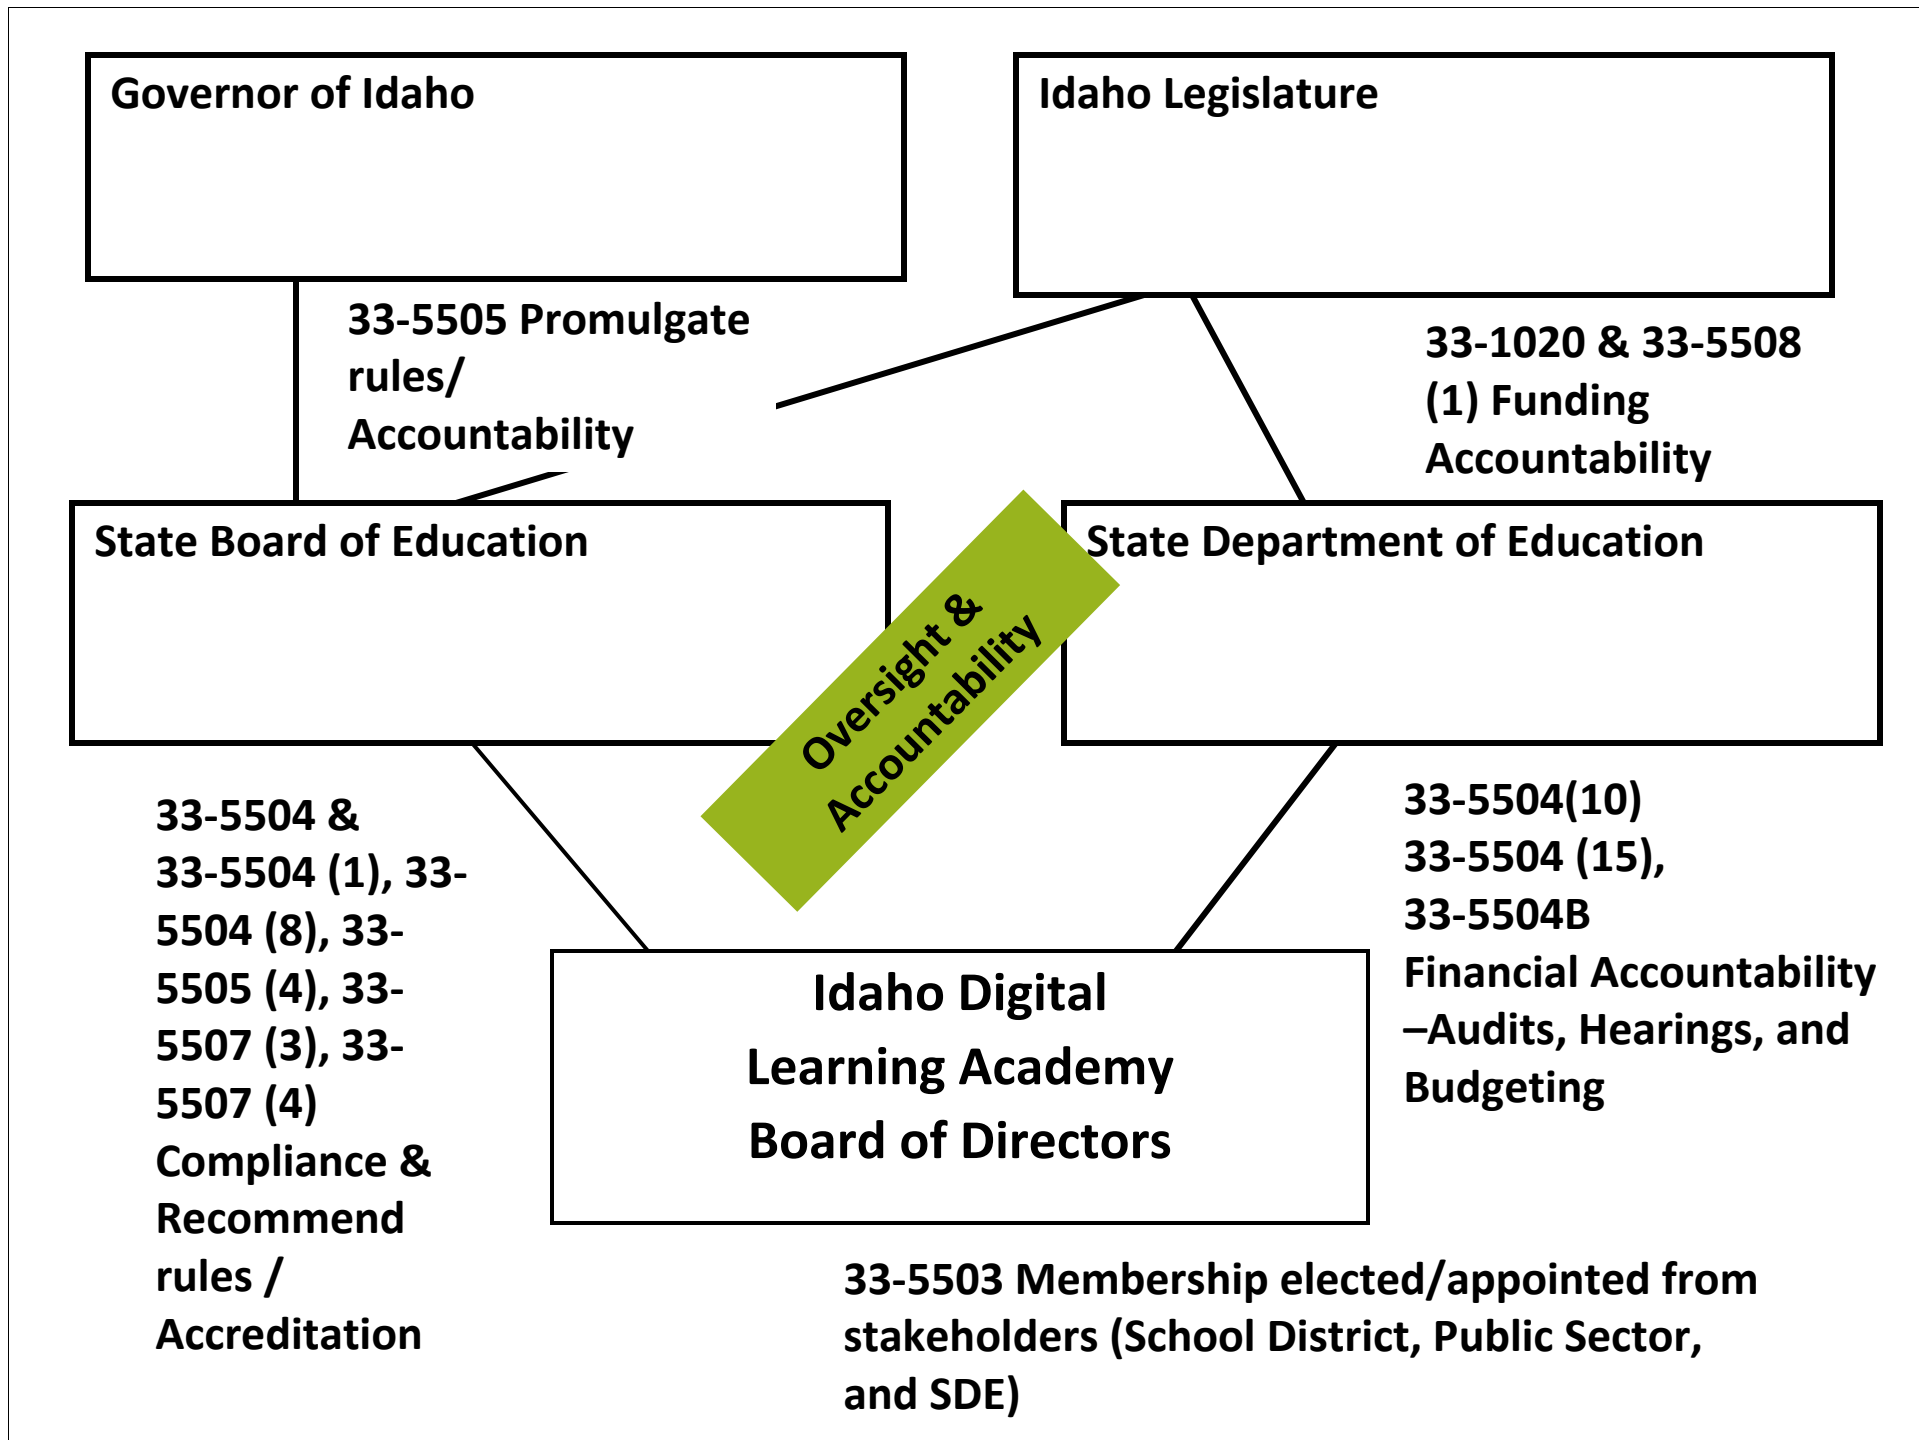 Governor of Idaho
Idaho Legislature
33-5505 Promulgate
rules/
Accountability
33-1020 & 33-5508
(1) Funding
Accountability
State Board of Education
State Department of Education
Oversight &
Accountability
33-5504 &
33-5504 (1), 33-
5504 (8), 33-
5505 (4), 33-
5507 (3), 33-
5507 (4)
Compliance &
Recommend
rules /
Accreditation
33-5504(10)
33-5504 (15),
33-5504B
Financial Accountability
–Audits, Hearings, and
Budgeting
Idaho Digital
Learning Academy
Board of Directors
33-5503 Membership elected/appointed from
stakeholders (School District, Public Sector,
and SDE)